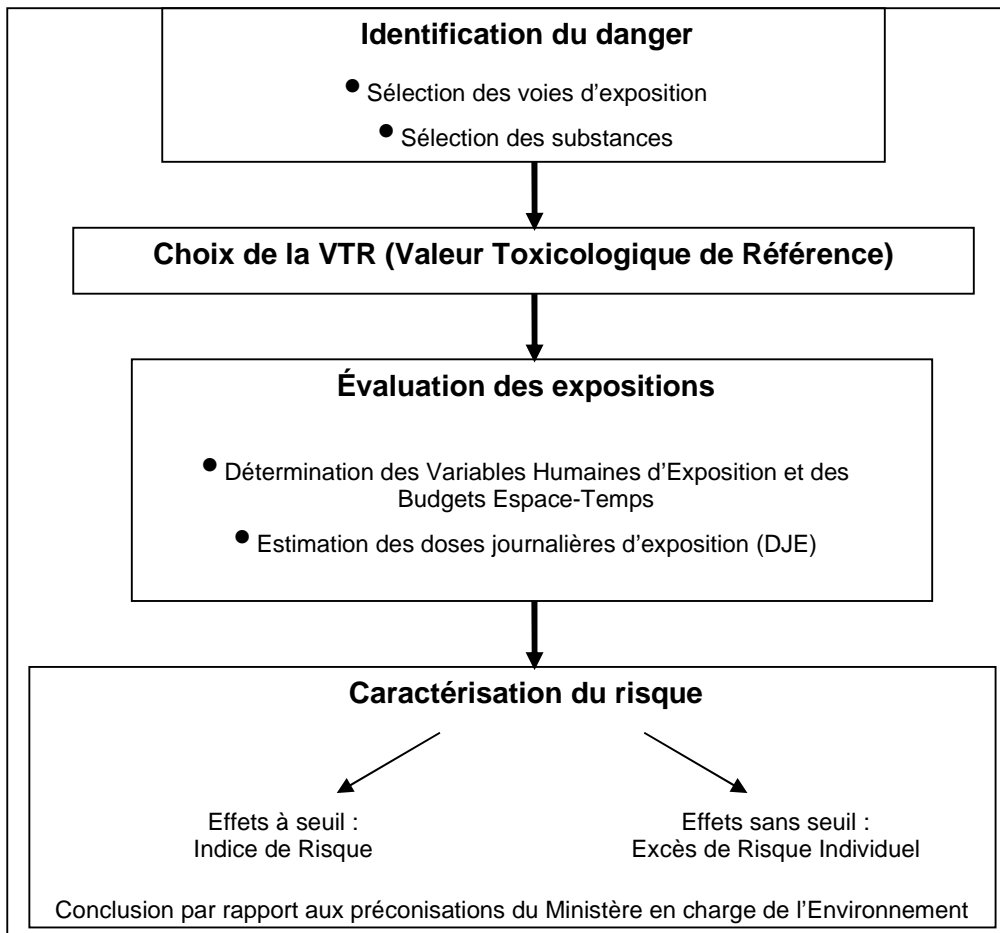 Identification du danger
• Sélection des voies d’exposition
• Sélection des substances
Choix de la VTR (Valeur Toxicologique de Référence)
Évaluation des expositions
• Détermination des Variables Humaines d’Exposition et des
Budgets Espace-Temps
• Estimation des doses journalières d’exposition (DJE)
Caractérisation du risque
Effets à seuil :
Indice de Risque
Effets sans seuil :
Excès de Risque Individuel
Conclusion par rapport aux préconisations du Ministère en charge de l’Environnement